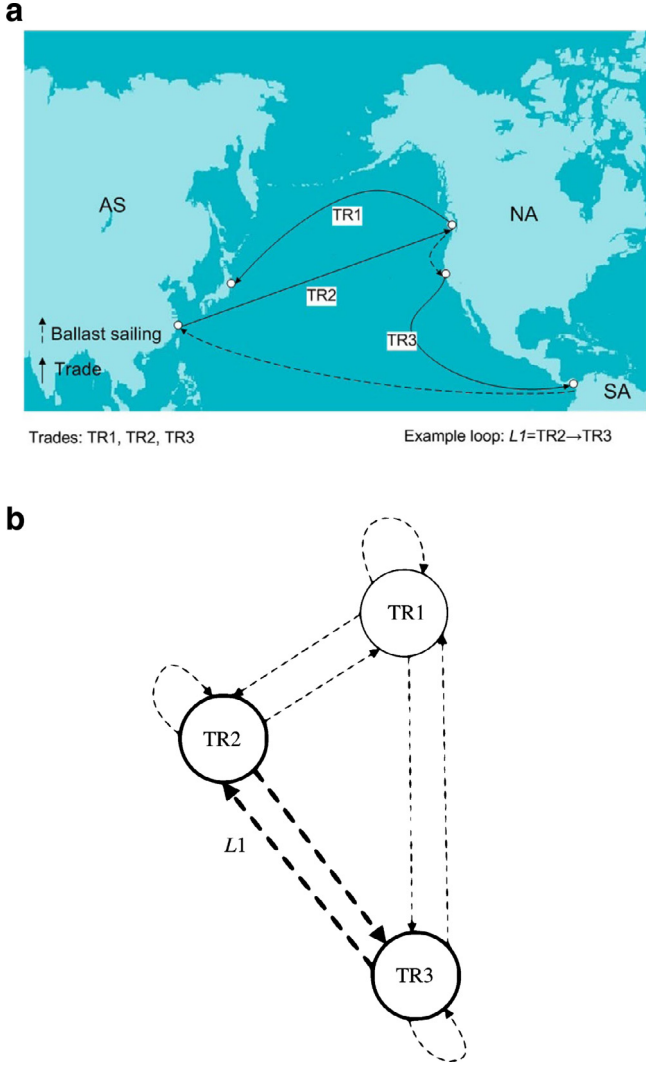 a
AS
NA
TR1
TR2
TR3
Ballast sailing
Trade
SA
Trades: TR1, TR2, TR3
Example loop: L1=TR2→TR3
b
TR1
TR2
L1
TR3